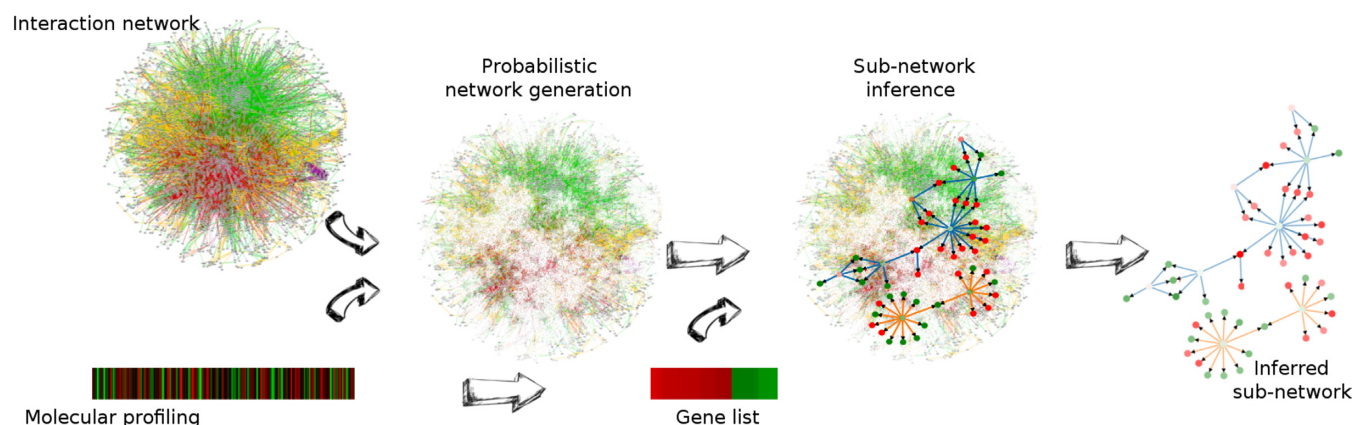 Interaction network
Probabilistic
network generation
Sub-network
inference
Inferred
sub-network
Molecular profiling
Gene list